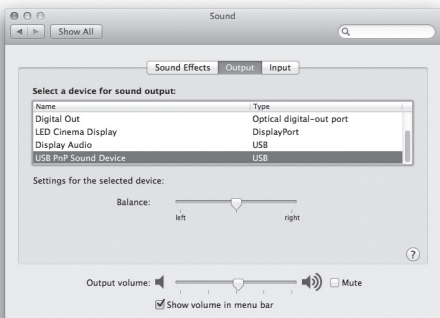 Sound
Show All
Sound Effects Output Input
Select a device for sound output:
Name Type
Digital Out Optical digital-out port
LED Cinema Display DisplayPort
Display Audio USB
USB PnP Sound Device USB
Settings for the selected device:
Balance:
left right
?
Output volume: Mute
Show volume in menu bar